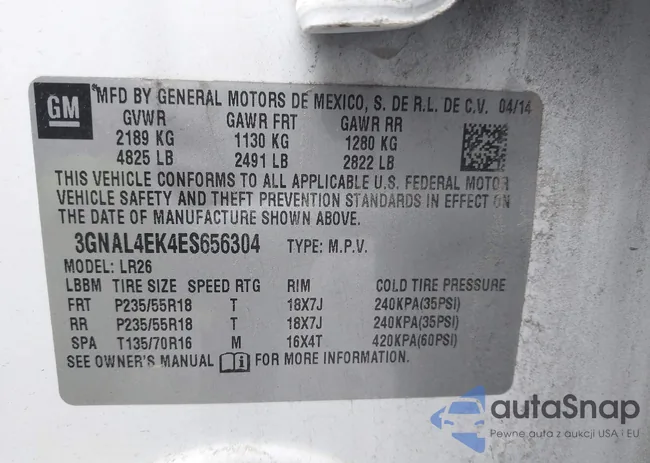 GM
MFD BY GENERAL MOTORS DE MEXICO, S. DE R.L. DE C.V. 04/14
GVWR GAWR FRT GAWR RR
2189 KG 1130 KG 1280 KG
4825 LB 2491 LB 2822 LB
THIS VEHICLE CONFORMS TO ALL APPLICABLE U.S. FEDERAL MOTOR
VEHICLE SAFETY AND THEFT PREVENTION STANDARDS IN EFFECT ON
THE DATE OF MANUFACTURE SHOWN ABOVE.
3GNAL4EK4ES656304 TYPE: M.P.V.
MODEL: LR26
LBBM TIRE SIZE SPEED RTG RIM COLD TIRE PRESSURE
FRT P235/55R18 T 18X7J 240KPA(35PSI)
RR P235/55R18 T 18X7J 240KPA(35PSI)
SPA T135/70R16 M 16X4T 420KPA(60PSI)
SEE OWNER'S MANUAL FOR MORE INFORMATION.
autaSnap
Pewne auta z aukcji USA i EU